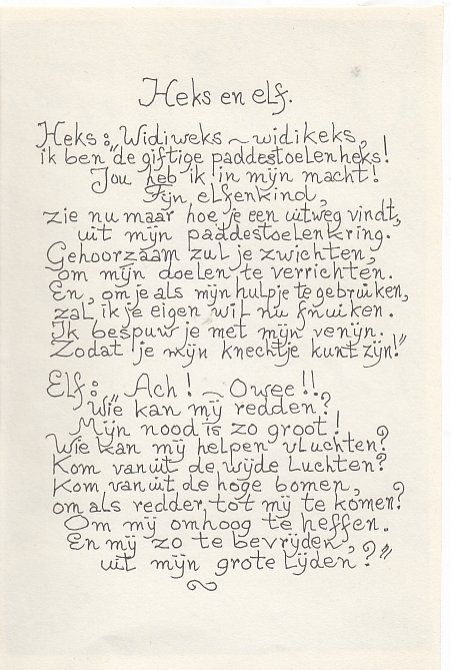 Heks en elf.
Heks: "Widiweks ~ widikeks,
ik ben de giftige paddestoelenheks!
Jou heb ik in mijn macht!
Fijn elfenkind,
zie nu maar hoe je een uitweg vindt,
uit mijn paddestoelenkring.
Gehoorzaam zul je zwichten,
om mijn doelen te verrichten.
En, om je als mijn hulpje te gebruiken,
zal ik je eigen wil nu fnuiken.
Ik bespuw je met mijn venijn.
Zodat je mijn knechtje kunt zijn!"
Elf: "Ach! ~ Owee!!
Wie kan mij redden?
Mijn nood is zo groot!
Wie kan mij helpen vluchten?
Kom vanuit de wijde luchten?
Kom vanuit de hoge bomen,
om als redder tot mij te komen?
Om mij omhoog te heffen.
En mij zo te bevrijden,
uit mijn grote lijden?"